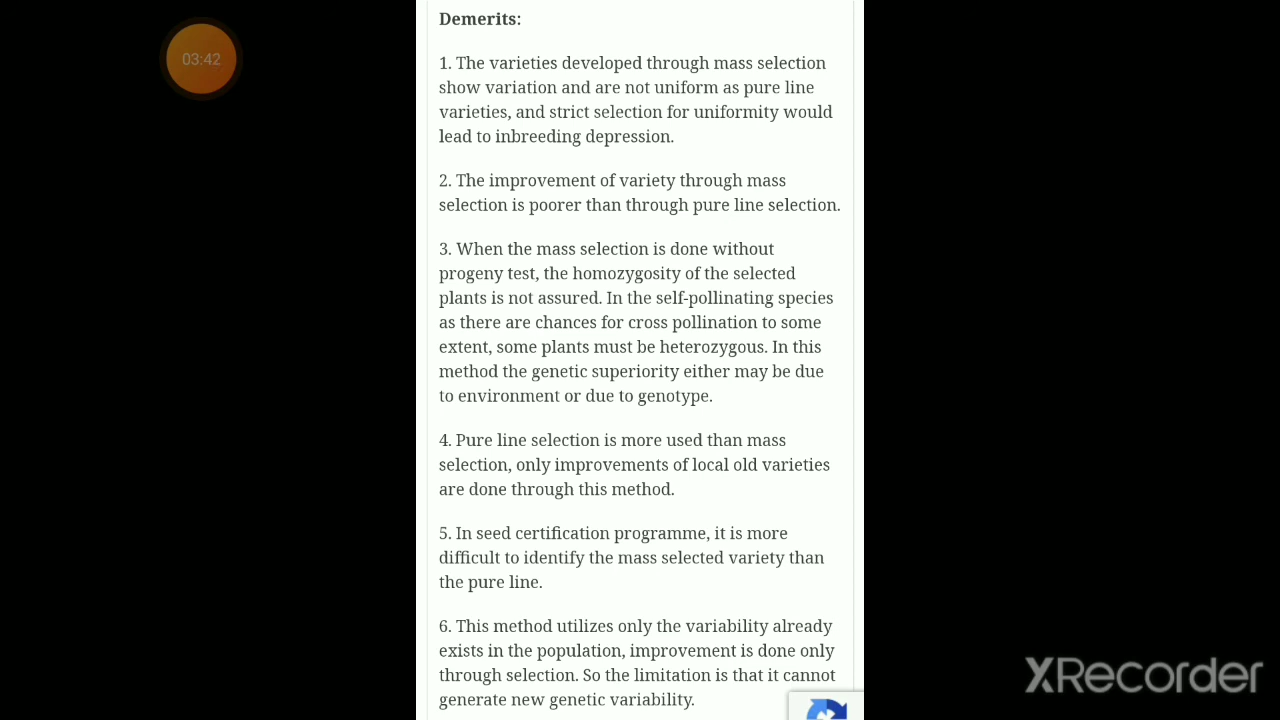 Demerits:
03:42
1. The varieties developed through mass selection
show variation and are not uniform as pure line
varieties, and strict selection for uniformity would
lead to inbreeding depression.
2. The improvement of variety through mass
selection is poorer than through pure line selection.
3. When the mass selection is done without
progeny test, the homozygosity of the selected
plants is not assured. In the self-pollinating species
as there are chances for cross pollination to some
extent, some plants must be heterozygous. In this
method the genetic superiority either may be due
to environment or due to genotype.
4. Pure line selection is more used than mass
selection, only improvements of local old varieties
are done through this method.
5. In seed certification programme, it is more
difficult to identify the mass selected variety than
the pure line.
6. This method utilizes only the variability already
exists in the population, improvement is done only
through selection. So the limitation is that it cannot
generate new genetic variability.
XRecorder